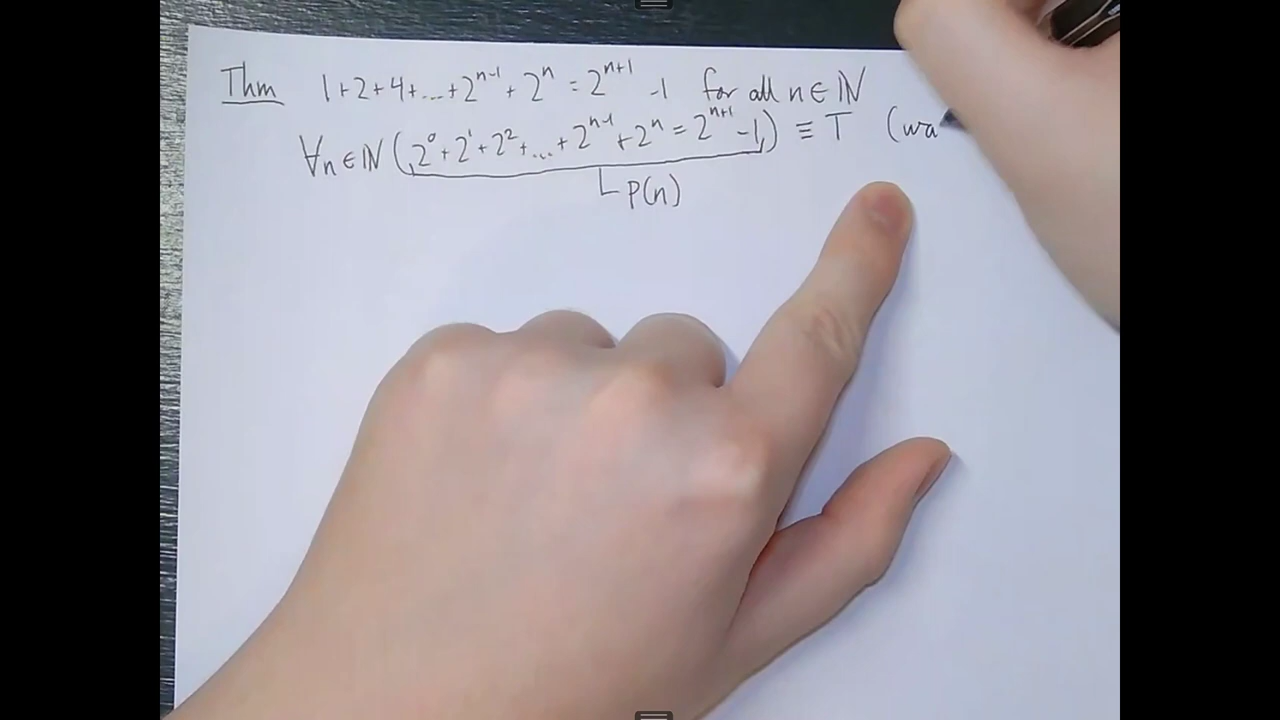 Thm 1+2+4+...+2^{n-1}+2^n=2^{n+1}-1 for all n∈ℕ
∀n∈ℕ(2^0+2^1+2^2+...+2^{n-1}+2^n=2^{n+1}-1)≡T (wa
P(n)